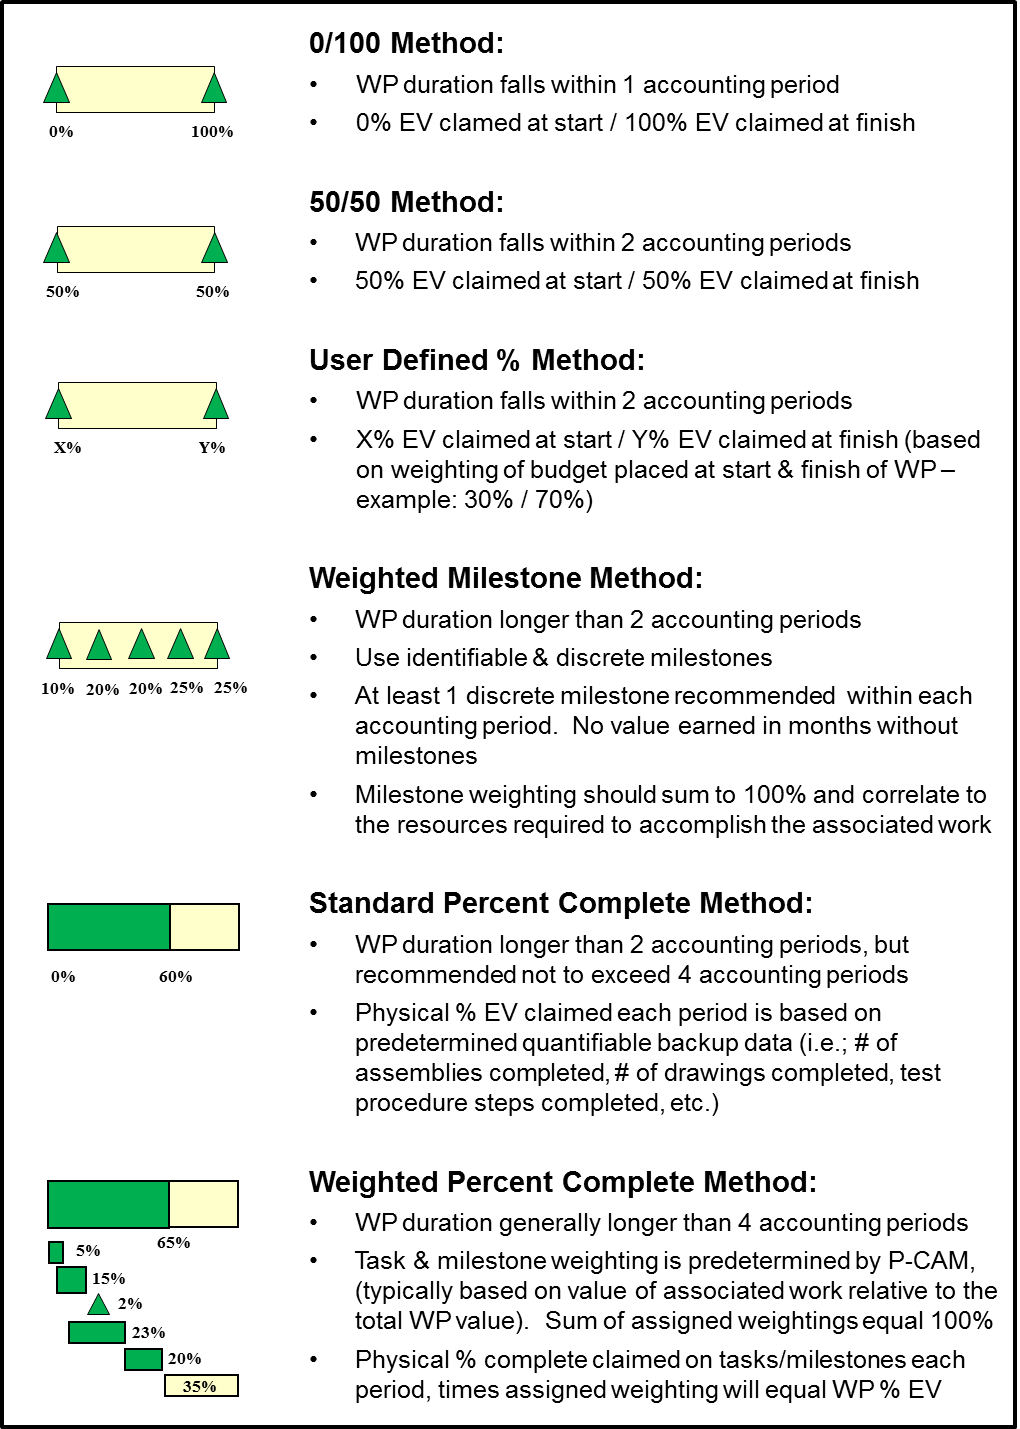 0/100 Method:
• WP duration falls within 1 accounting period
• 0% EV clamed at start / 100% EV claimed at finish
0% 100%
50/50 Method:
• WP duration falls within 2 accounting periods
• 50% EV claimed at start / 50% EV claimed at finish
50% 50%
User Defined % Method:
• WP duration falls within 2 accounting periods
• X% EV claimed at start / Y% EV claimed at finish (based
on weighting of budget placed at start & finish of WP –
example: 30% / 70%)
X% Y%
Weighted Milestone Method:
• WP duration longer than 2 accounting periods
• Use identifiable & discrete milestones
• At least 1 discrete milestone recommended within each
accounting period. No value earned in months without
milestones
• Milestone weighting should sum to 100% and correlate to
the resources required to accomplish the associated work
10% 20% 20% 25% 25%
Standard Percent Complete Method:
• WP duration longer than 2 accounting periods, but
recommended not to exceed 4 accounting periods
• Physical % EV claimed each period is based on
predetermined quantifiable backup data (i.e.; # of
assemblies completed, # of drawings completed, test
procedure steps completed, etc.)
0% 60%
Weighted Percent Complete Method:
• WP duration generally longer than 4 accounting periods
• Task & milestone weighting is predetermined by P-CAM,
(typically based on value of associated work relative to the
total WP value). Sum of assigned weightings equal 100%
• Physical % complete claimed on tasks/milestones each
period, times assigned weighting will equal WP % EV
65%
5%
15%
2%
23%
20%
35%